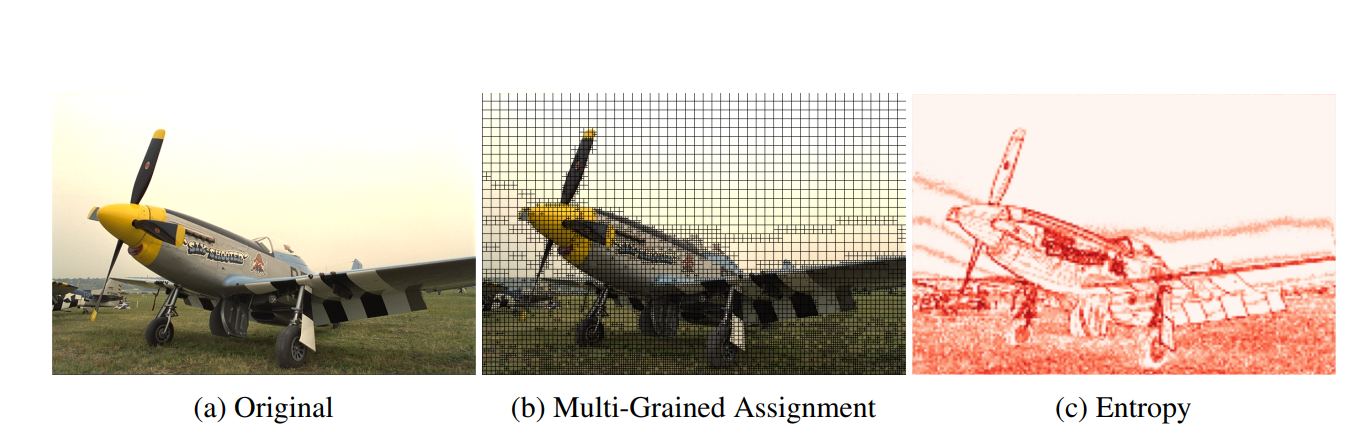 (a) Original
(b) Multi-Grained Assignment
(c) Entropy